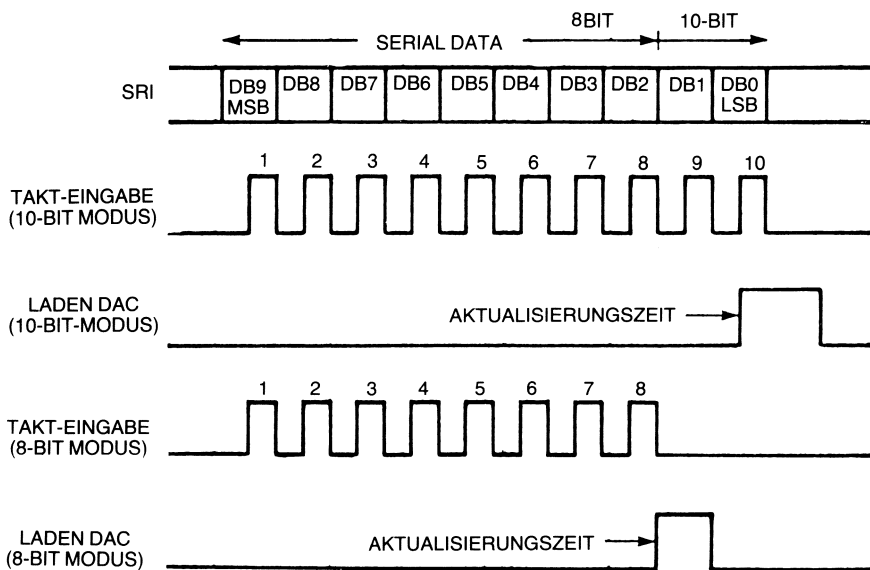 8BIT 10-BIT
SERIAL DATA
SRI DB9 DB8 DB7 DB6 DB5 DB4 DB3 DB2 DB1 DB0
MSB LSB
1 2 3 4 5 6 7 8 9 10
TAKT-EINGABE
(10-BIT MODUS)
LADEN DAC
(10-BIT-MODUS)
AKTUALISIERUNGSZEIT
1 2 3 4 5 6 7 8
TAKT-EINGABE
(8-BIT MODUS)
LADEN DAC
(8-BIT MODUS)
AKTUALISIERUNGSZEIT